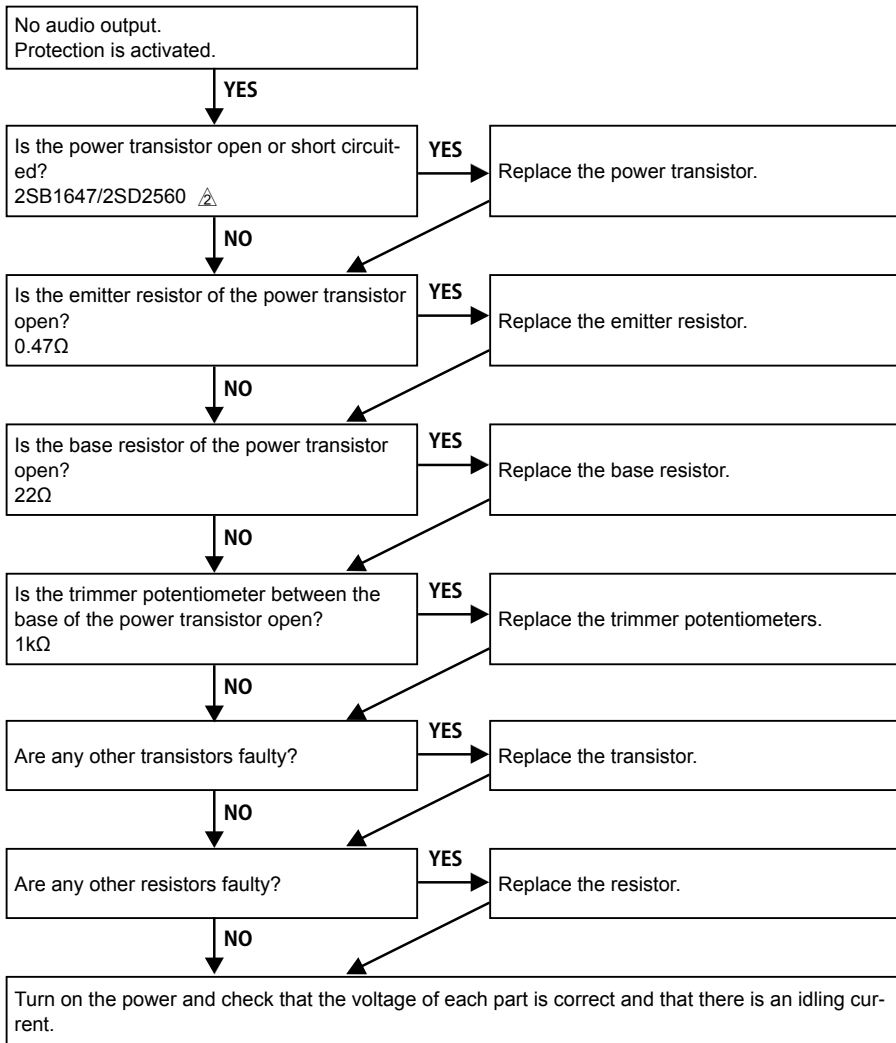 No audio output.
Protection is activated.
YES
Is the power transistor open or short circuit-
ed?
2SB1647/2SD2560 2
YES
Replace the power transistor.
NO
Is the emitter resistor of the power transistor
open?
0.47Ω
YES
Replace the emitter resistor.
NO
Is the base resistor of the power transistor
open?
22Ω
YES
Replace the base resistor.
NO
Is the trimmer potentiometer between the
base of the power transistor open?
1kΩ
YES
Replace the trimmer potentiometers.
NO
Are any other transistors faulty?
YES
Replace the transistor.
NO
Are any other resistors faulty?
YES
Replace the resistor.
NO
Turn on the power and check that the voltage of each part is correct and that there is an idling cur-
rent.